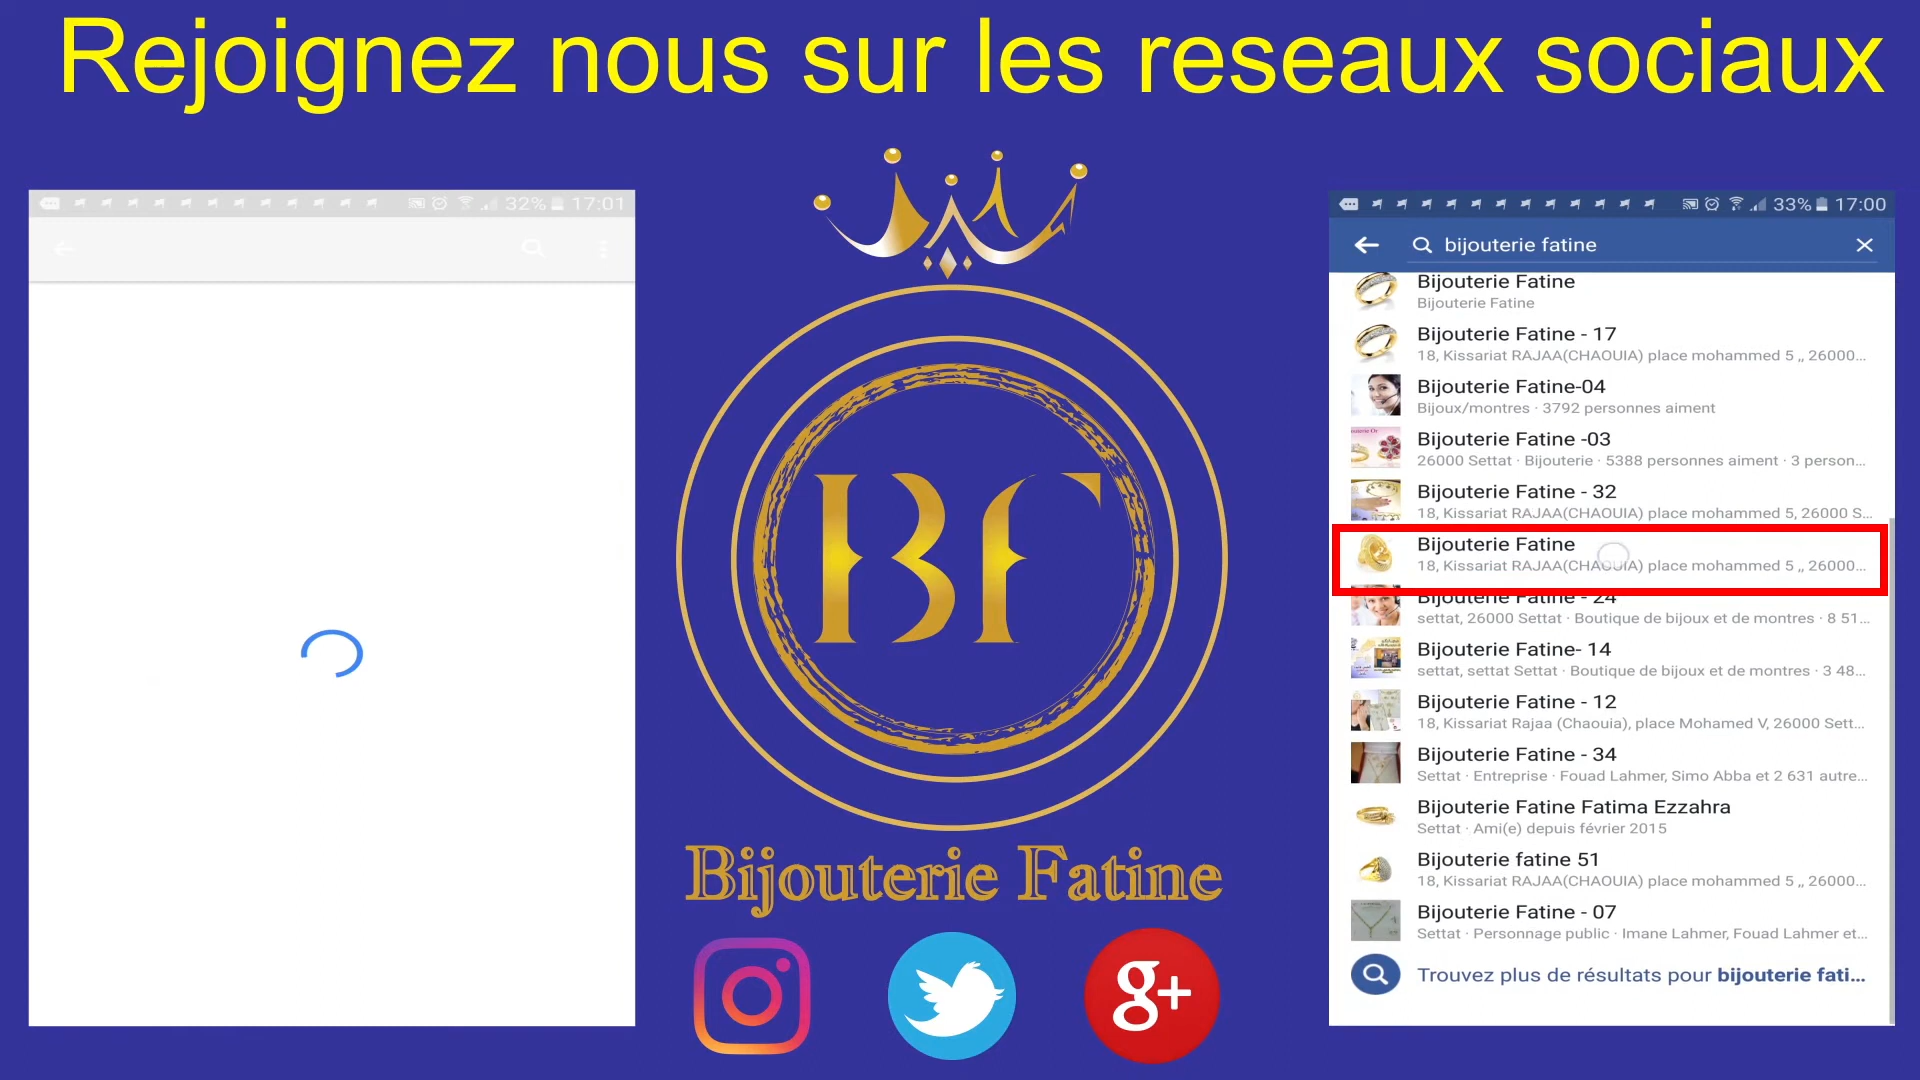 Rejoignez nous sur les reseaux sociaux
32% 17:01
BF
Bijouterie Fatine
g+
33% 17:00
bijouterie fatine
Bijouterie Fatine
Bijouterie Fatine
Bijouterie Fatine - 17
18, Kissariat RAJAA(CHAOUIA) place mohammed 5 ,, 26000...
Bijouterie Fatine-04
Bijoux/montres · 3792 personnes aiment
Bijouterie Fatine -03
26000 Settat · Bijouterie · 5388 personnes aiment · 3 person...
Bijouterie Fatine - 32
18, Kissariat RAJAA(CHAOUIA) place mohammed 5, 26000 S...
Bijouterie Fatine
18, Kissariat RAJAA(CHAOUIA) place mohammed 5 ,, 26000...
Bijouterie Fatine - 24
settat, 26000 Settat · Boutique de bijoux et de montres · 8 51...
Bijouterie Fatine- 14
settat, settat Settat · Boutique de bijoux et de montres · 3 48...
Bijouterie Fatine - 12
18, Kissariat Rajaa (Chaouia), place Mohamed V, 26000 Sett...
Bijouterie Fatine - 34
Settat · Entreprise · Fouad Lahmer, Simo Abba et 2 631 autre...
Bijouterie Fatine Fatima Ezzahra
Settat · Ami(e) depuis février 2015
Bijouterie fatine 51
18, Kissariat RAJAA(CHAOUIA) place mohammed 5 ,, 26000...
Bijouterie Fatine - 07
Settat · Personnage public · Imane Lahmer, Fouad Lahmer et...
Trouvez plus de résultats pour bijouterie fati...